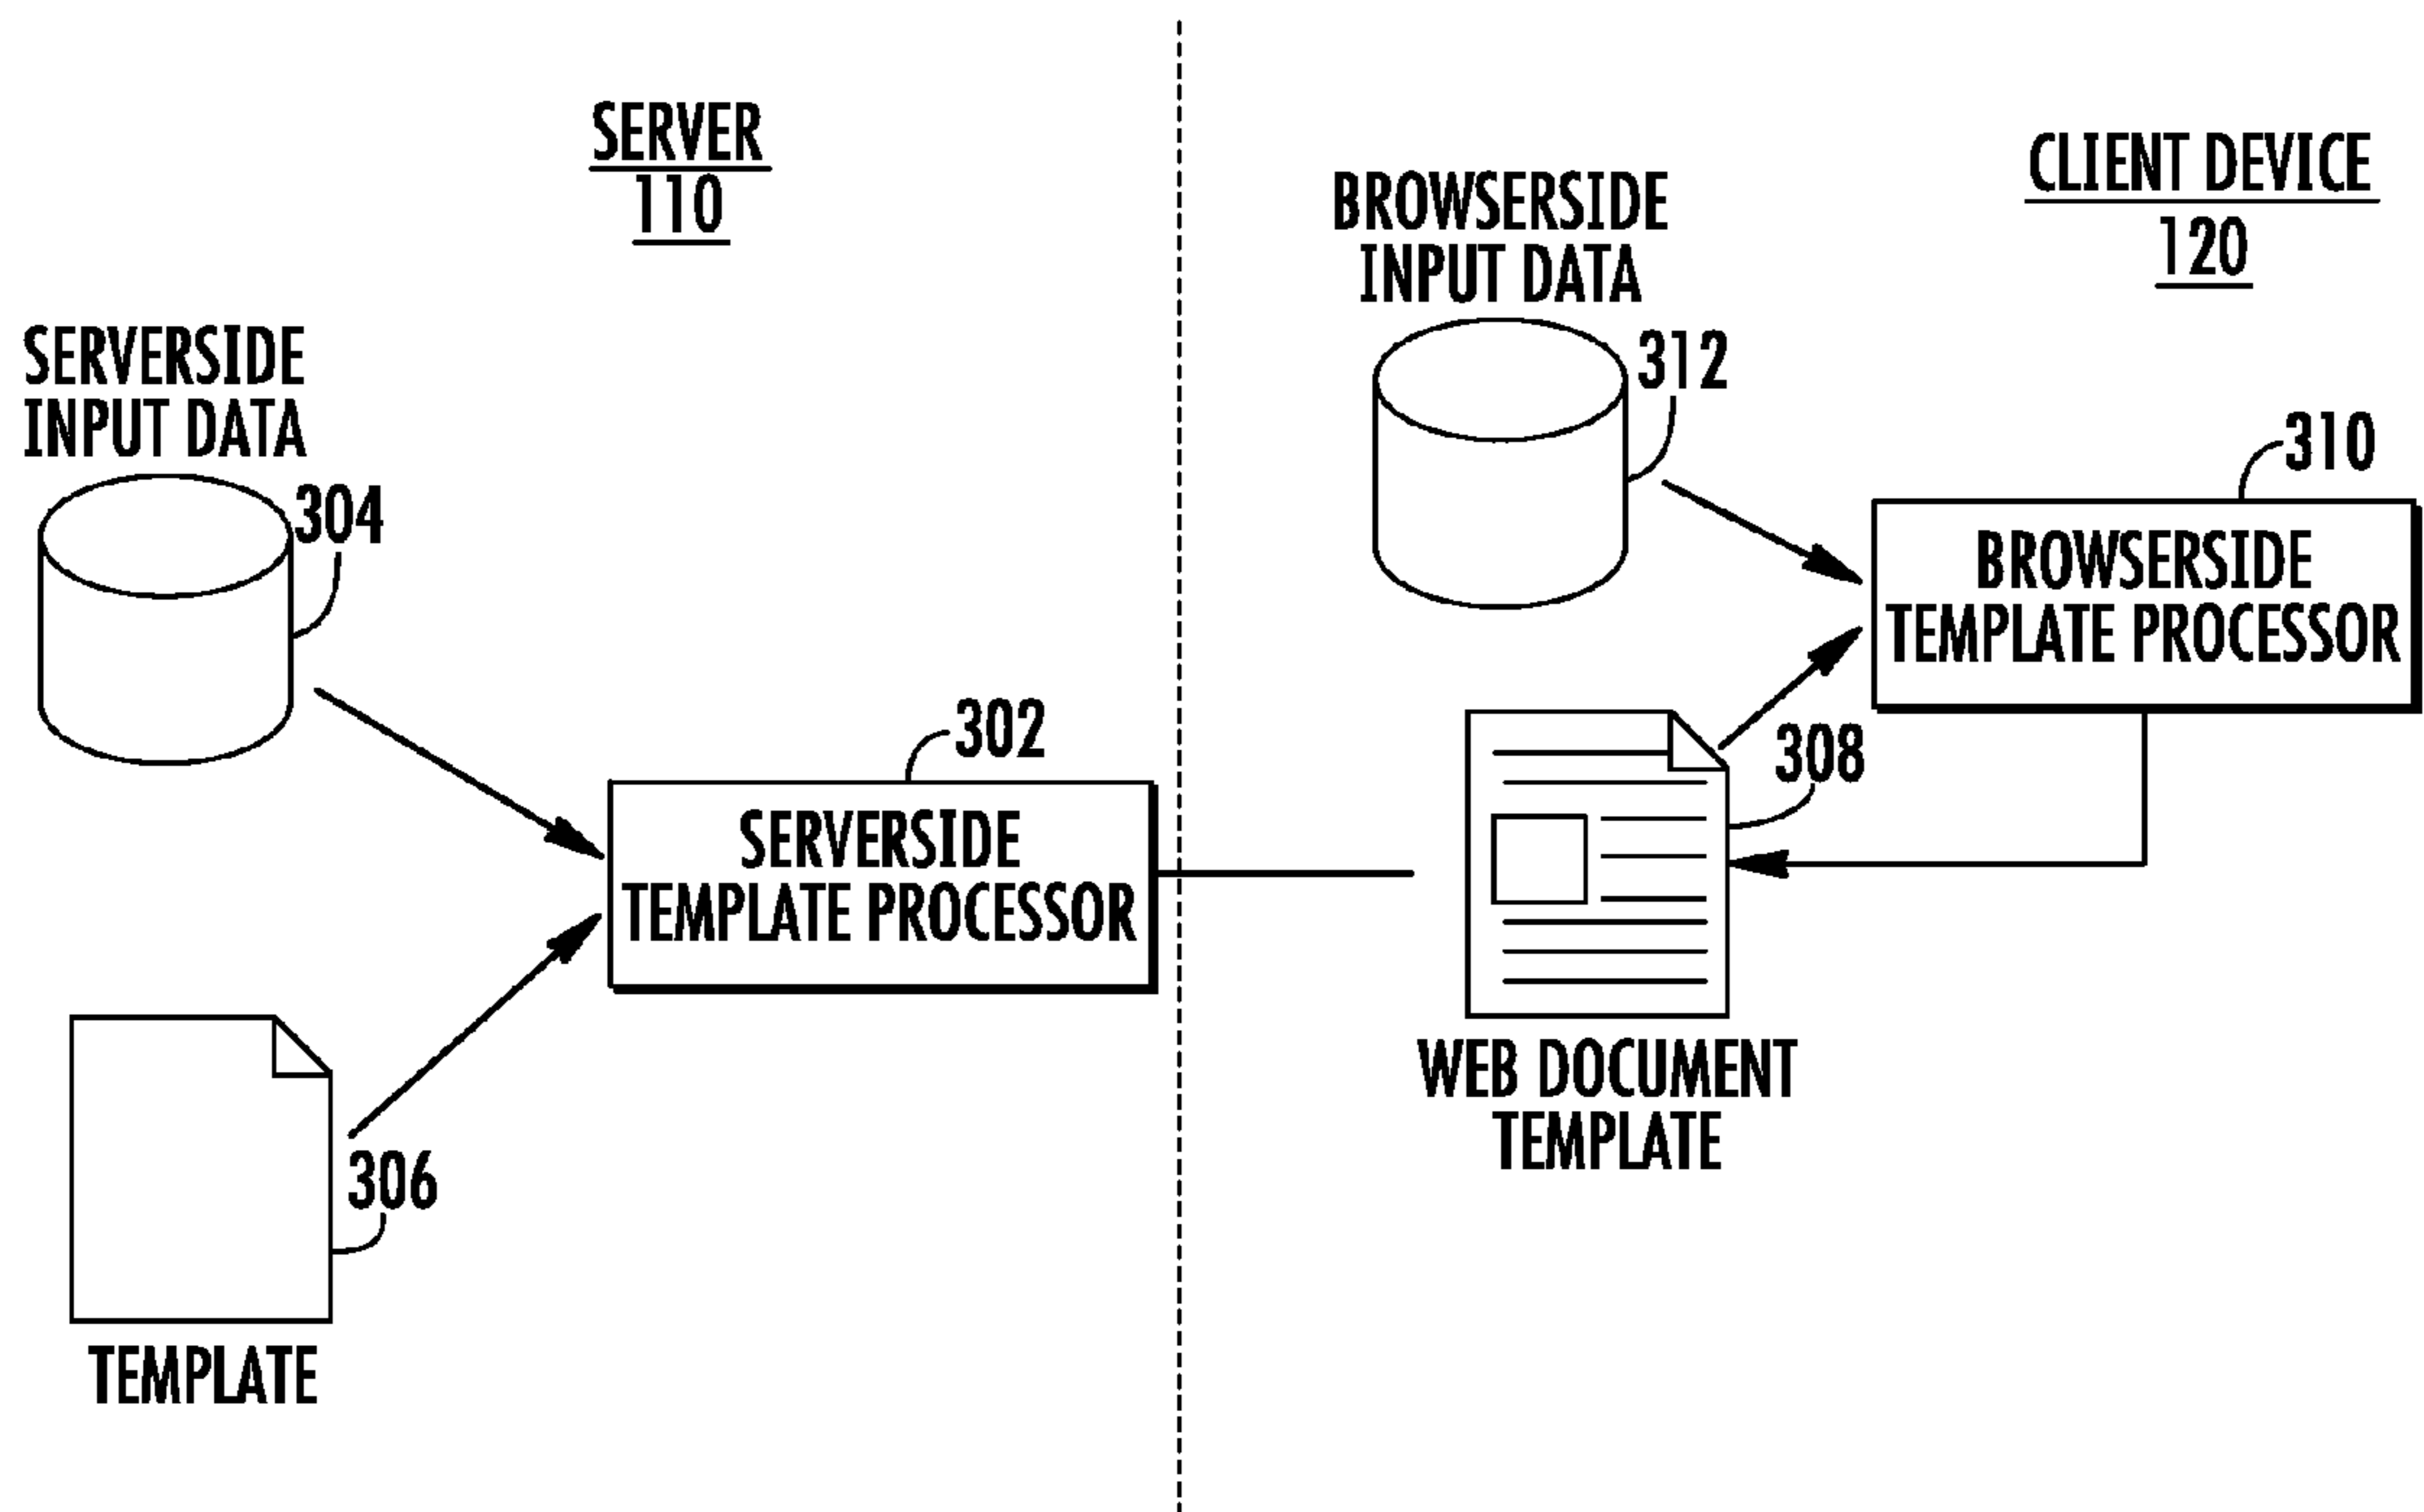 SERVER
110
SERVERSIDE
INPUT DATA
304
302
SERVERSIDE
TEMPLATE PROCESSOR
306
TEMPLATE
CLIENT DEVICE
120
BROWSERSIDE
INPUT DATA
312
310
BROWSERSIDE
TEMPLATE PROCESSOR
308
WEB DOCUMENT
TEMPLATE